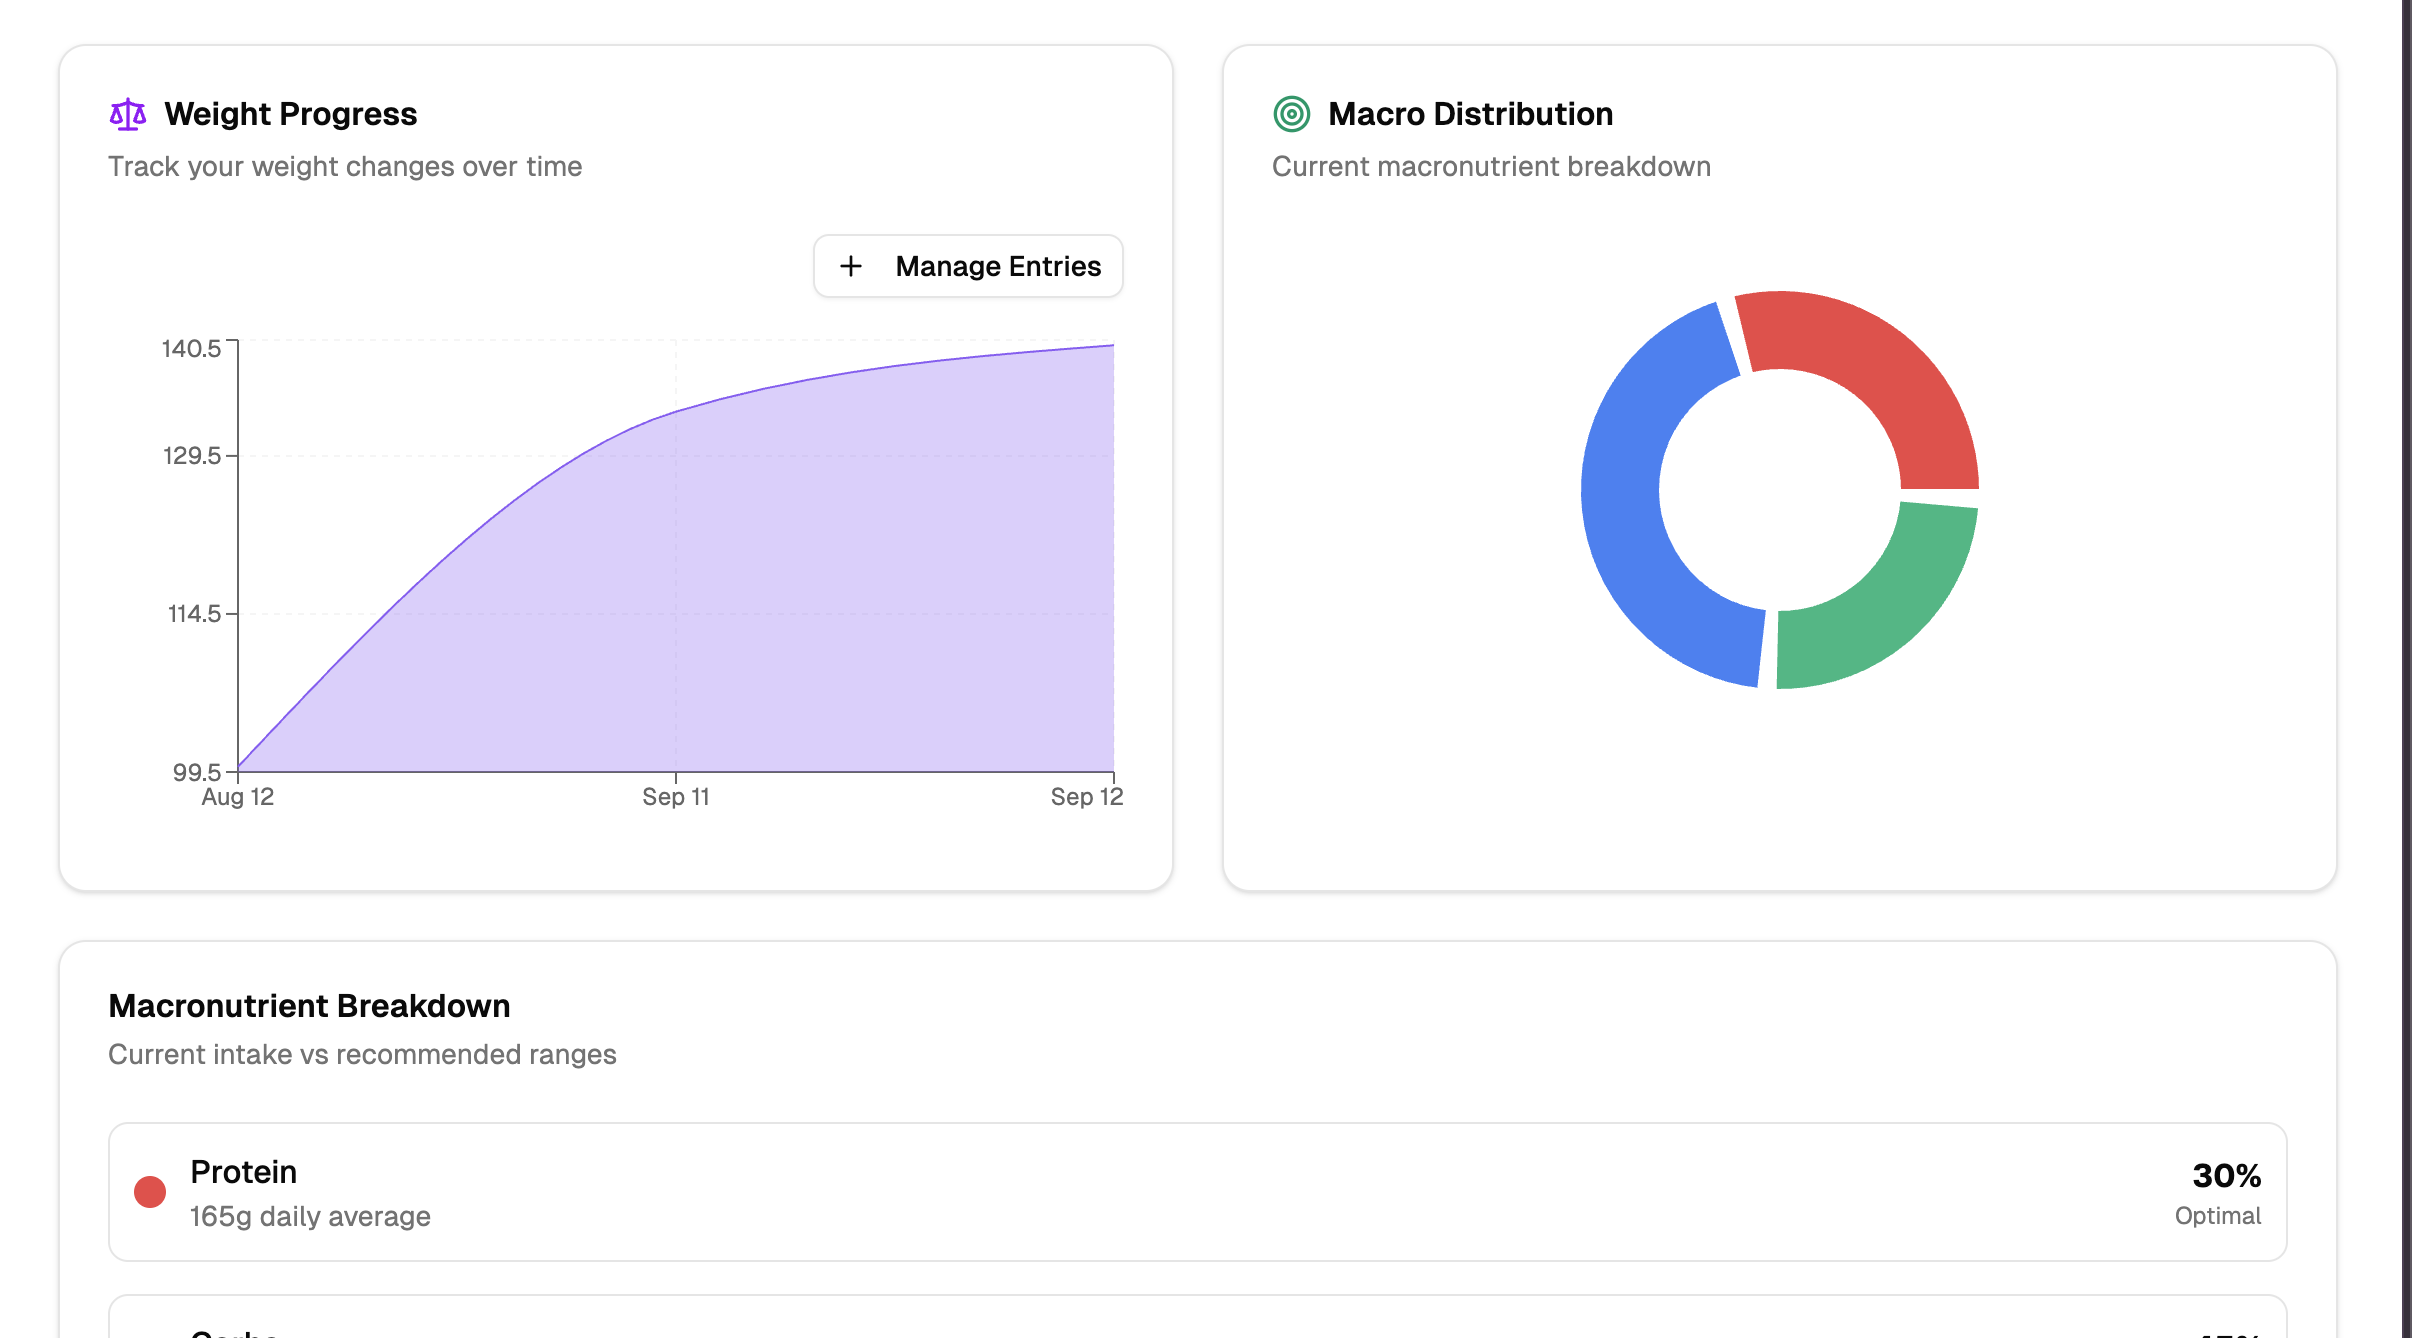 Weight Progress
Track your weight changes over time
Manage Entries
140.5
129.5
114.5
99.5
Aug 12
Sep 11
Sep 12
Macro Distribution
Current macronutrient breakdown
Macronutrient Breakdown
Current intake vs recommended ranges
Protein
165g daily average
30%
Optimal